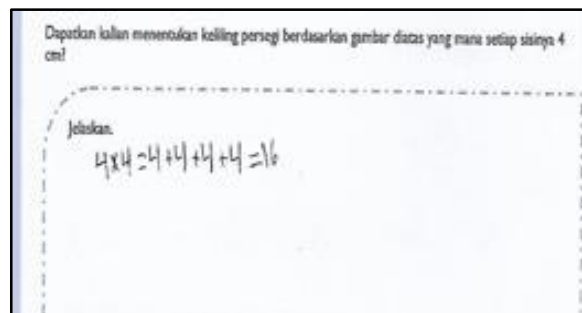 Dapatkan kalian menentukan keliling persegi berdasarkan gambar diatas yang mana setiap sisinya 4
cm?
Jelaskan.
4x4=4+4+4+4=16